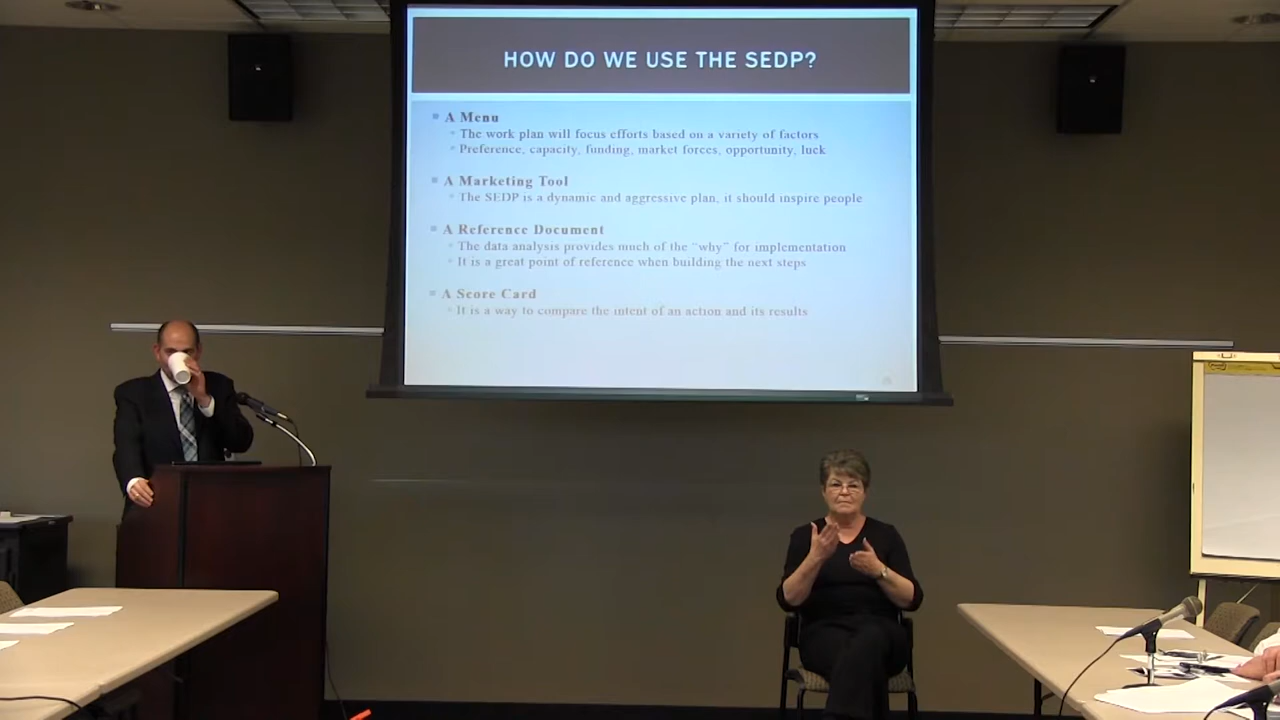 HOW DO WE USE THE SEDP?
A Menu
The work plan will focus efforts based on a variety of factors
Preference, capacity, funding, market forces, opportunity, luck
A Marketing Tool
The SEDP is a dynamic and aggressive plan, it should inspire people
A Reference Document
The data analysis provides much of the "why" for implementation
It is a great point of reference when building the next steps
A Score Card
It is a way to compare the intent of an action and its results